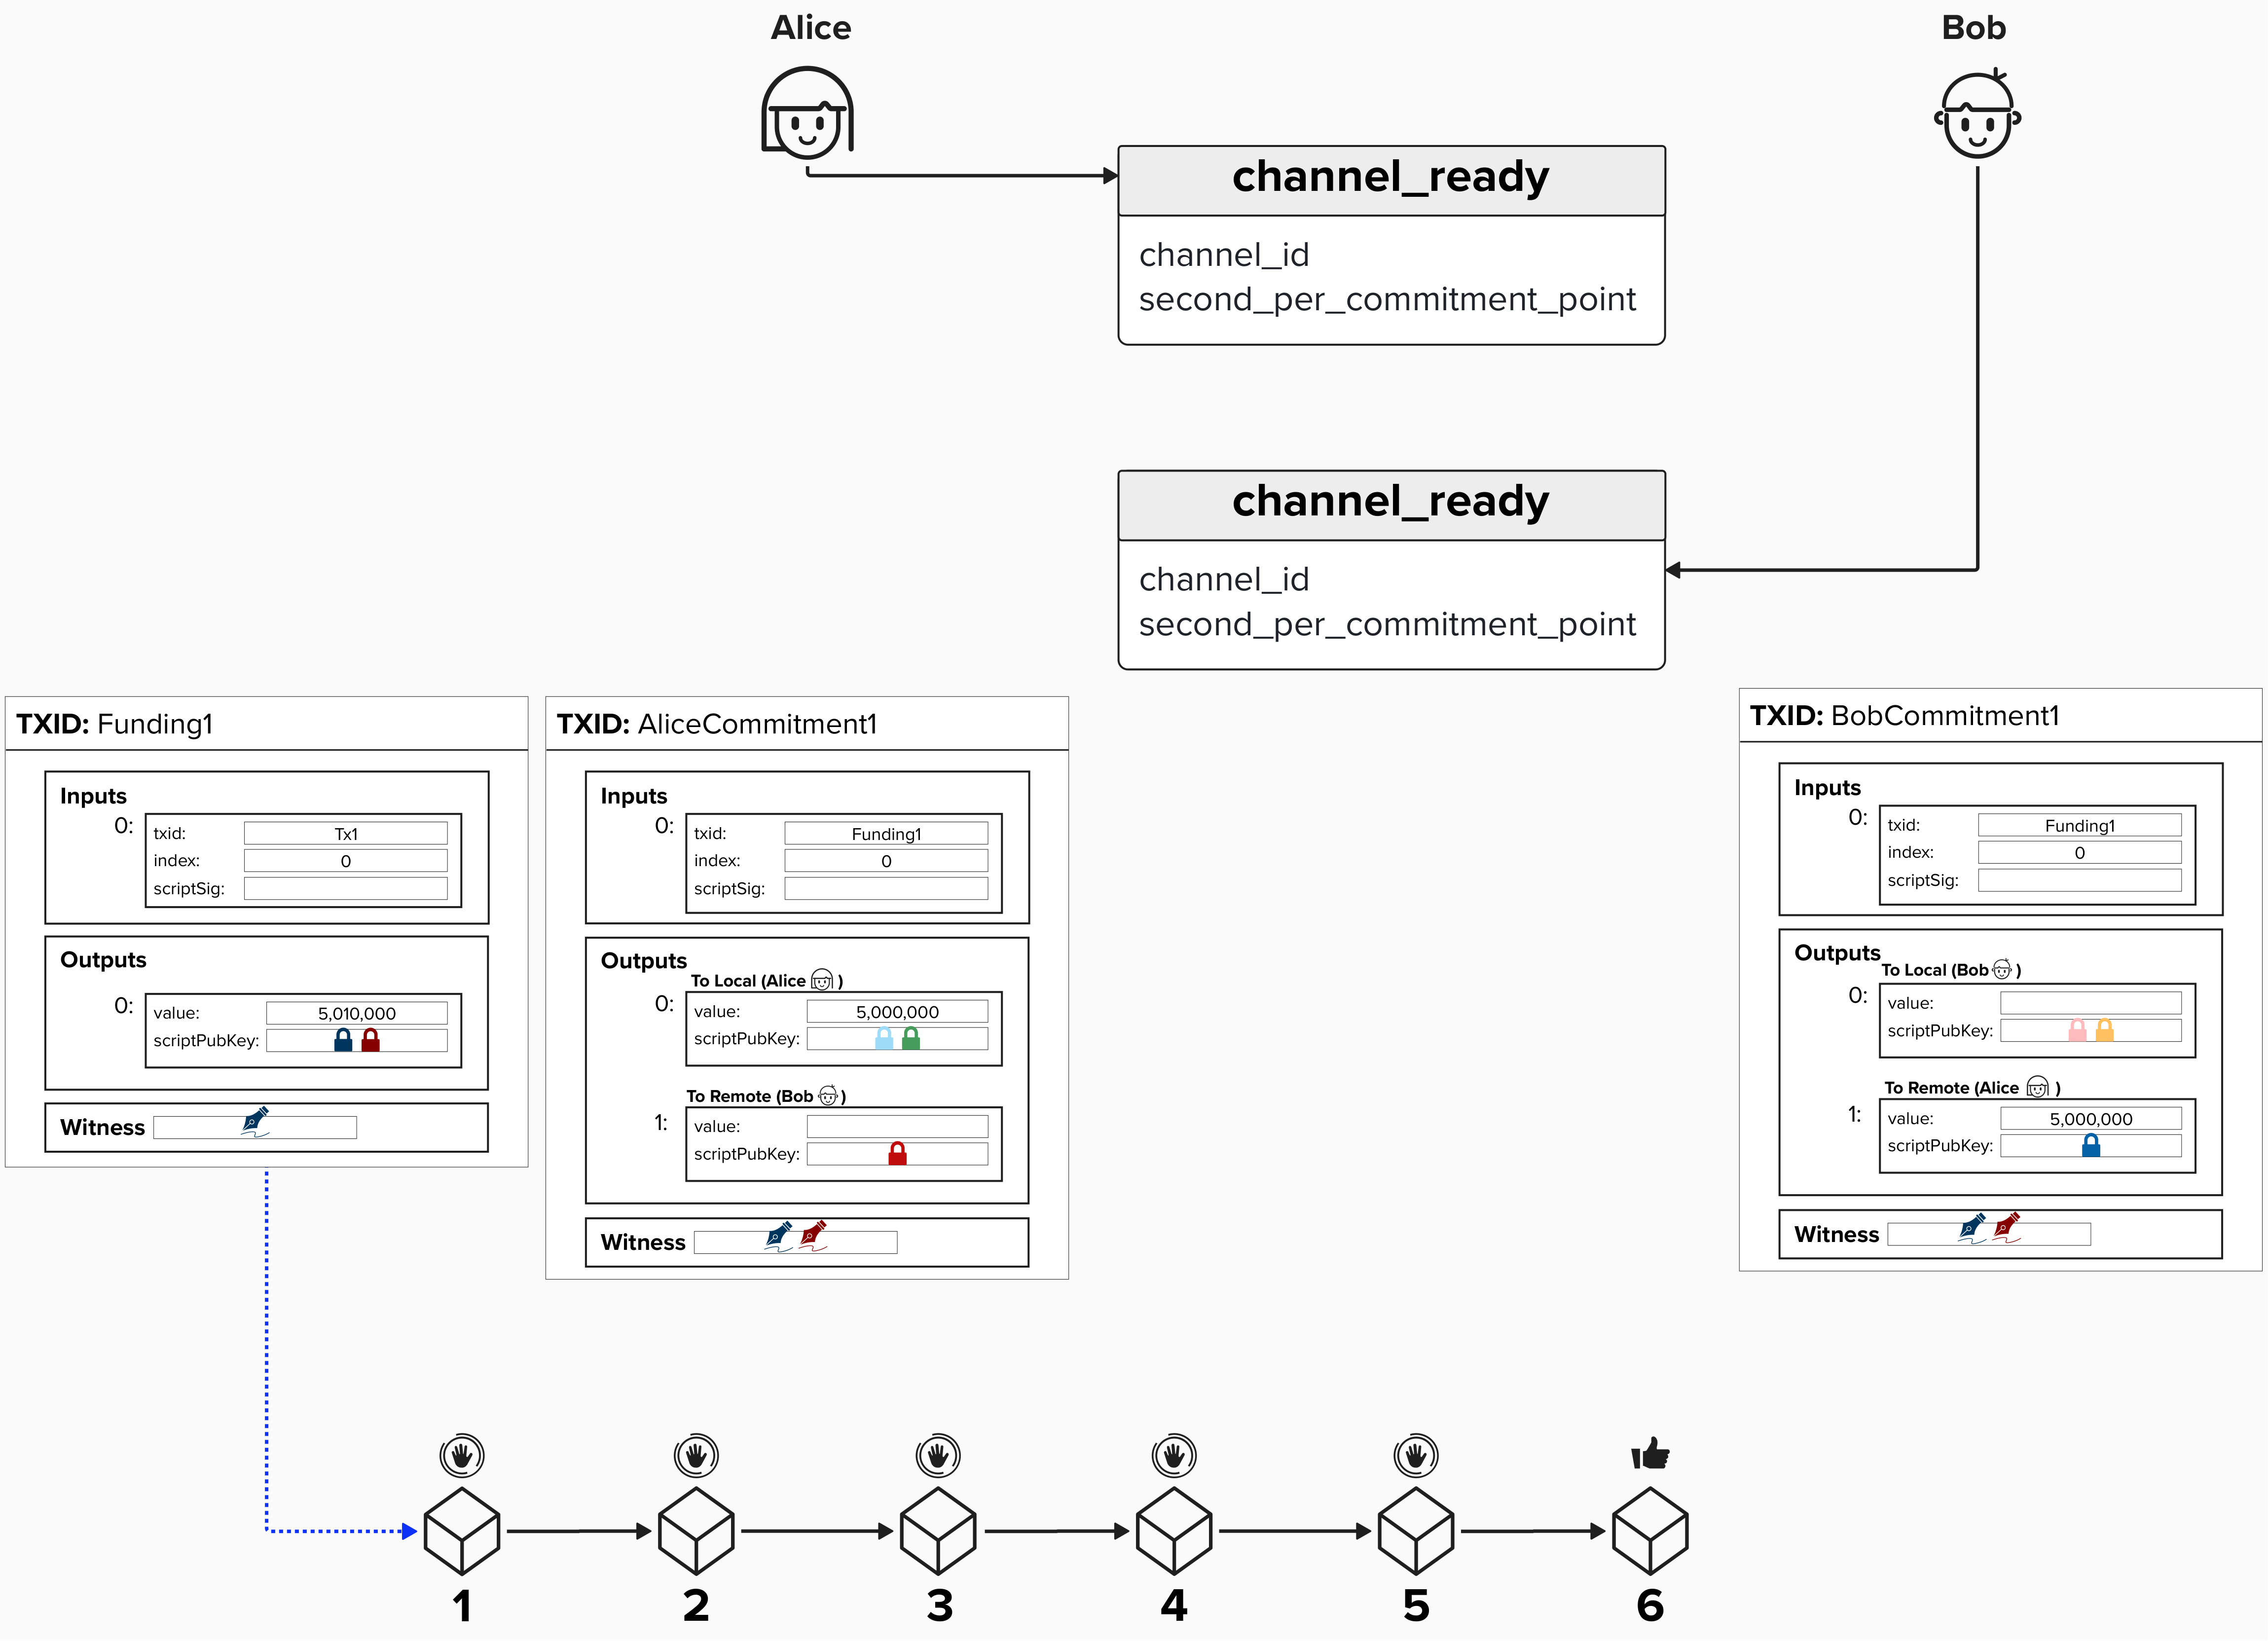 Alice
Bob
channel_ready
channel_id
second_per_commitment_point
channel_ready
channel_id
second_per_commitment_point
TXID: Funding1
Inputs
0:
txid: Tx1
index: 0
scriptSig:
Outputs
0:
value: 5,010,000
scriptPubKey:
Witness
TXID: AliceCommitment1
Inputs
0:
txid: Funding1
index: 0
scriptSig:
Outputs
To Local (Alice )
0:
value: 5,000,000
scriptPubKey:
To Remote (Bob )
1:
value:
scriptPubKey:
Witness
TXID: BobCommitment1
Inputs
0:
txid: Funding1
index: 0
scriptSig:
Outputs
To Local (Bob )
0:
value:
scriptPubKey:
To Remote (Alice )
1:
value: 5,000,000
scriptPubKey:
Witness
1 2 3 4 5 6